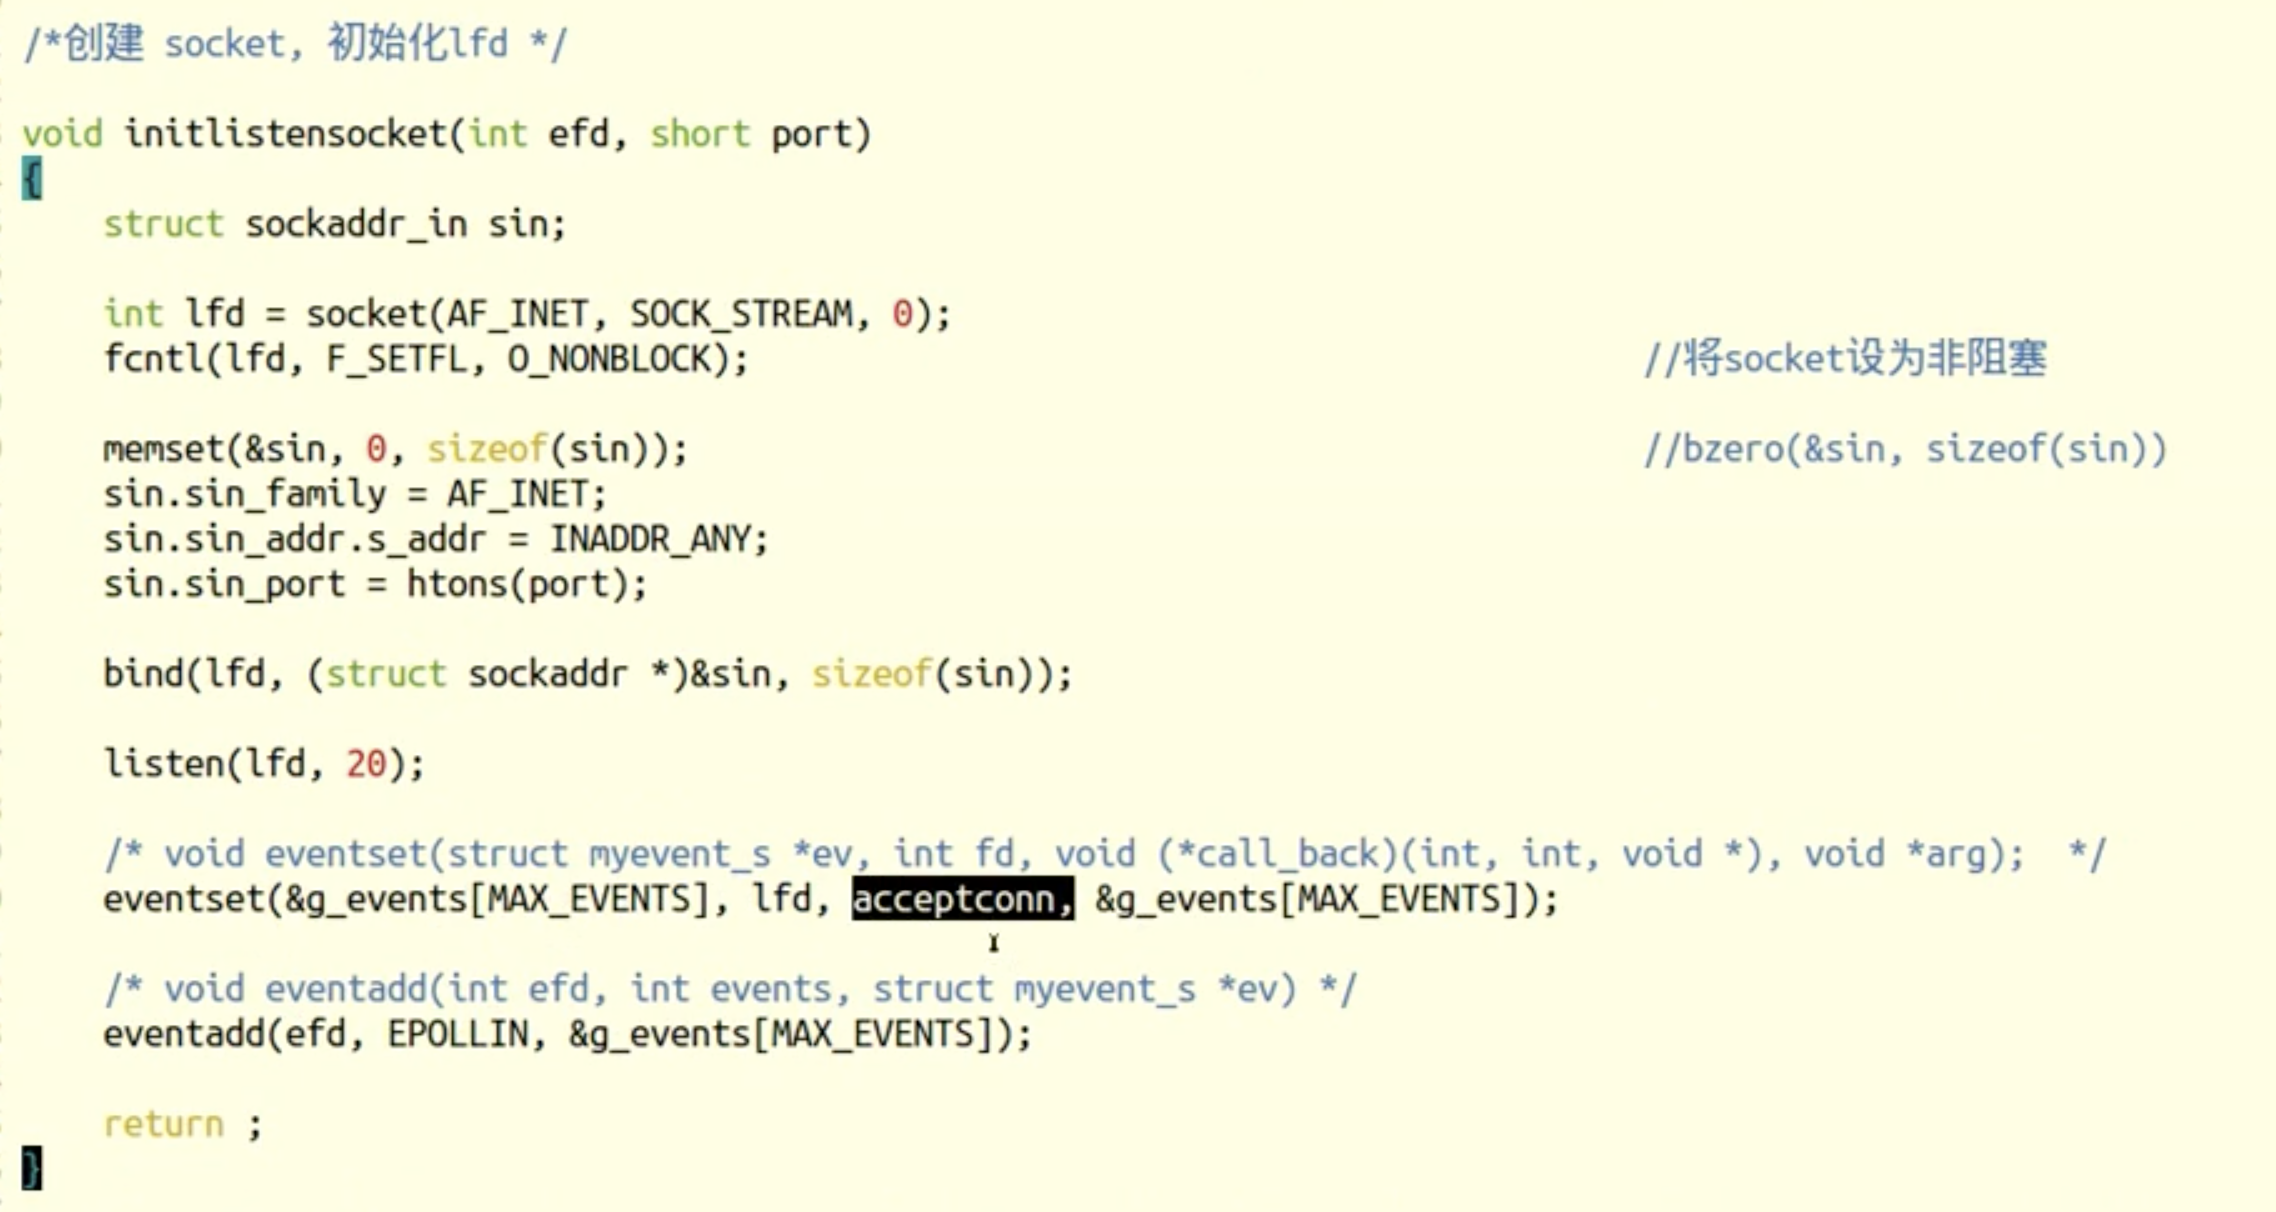 /*创建 socket, 初始化lfd */
void initlistensocket(int efd, short port)
{
struct sockaddr_in sin;
int lfd = socket(AF_INET, SOCK_STREAM, 0);
fcntl(lfd, F_SETFL, O_NONBLOCK); //将socket设为非阻塞
memset(&sin, 0, sizeof(sin)); //bzero(&sin, sizeof(sin))
sin.sin_family = AF_INET;
sin.sin_addr.s_addr = INADDR_ANY;
sin.sin_port = htons(port);
bind(lfd, (struct sockaddr *)&sin, sizeof(sin));
listen(lfd, 20);
/* void eventset(struct myevent_s *ev, int fd, void (*call_back)(int, int, void *), void *arg);  */
eventset(&g_events[MAX_EVENTS], lfd, acceptconn, &g_events[MAX_EVENTS]);
/* void eventadd(int efd, int events, struct myevent_s *ev) */
eventadd(efd, EPOLLIN, &g_events[MAX_EVENTS]);
return ;
}